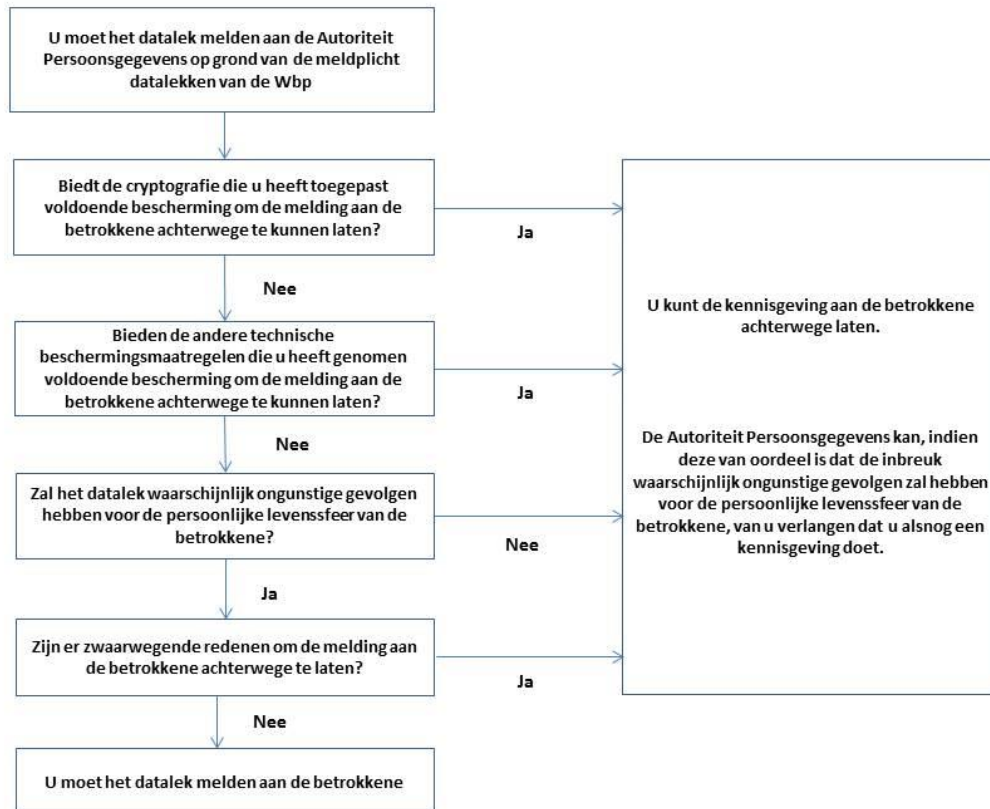 U moet het datalek melden aan de Autoriteit
Persoonsgegevens op grond van de meldplicht
datalekken van de Wbp
Biedt de cryptografie die u heeft toegepast
voldoende bescherming om de melding aan de
betrokkene achterwege te kunnen laten?
Ja
Nee
Bieden de andere technische
beschermingsmaatregelen die u heeft genomen
voldoende bescherming om de melding aan de
betrokkene achterwege te kunnen laten?
Ja
Nee
Zal het datalek waarschijnlijk ongunstige gevolgen
hebben voor de persoonlijke levenssfeer van de
betrokkene?
Nee
Ja
Zijn er zwaarwegende redenen om de melding aan
de betrokkene achterwege te laten?
Ja
Nee
U moet het datalek melden aan de betrokkene
U kunt de kennisgeving aan de betrokkene
achterwege laten.
De Autoriteit Persoonsgegevens kan, indien
deze van oordeel is dat de inbreuk
waarschijnlijk ongunstige gevolgen zal hebben
voor de persoonlijke levenssfeer van de
betrokkene, van u verlangen dat u alsnog een
kennisgeving doet.